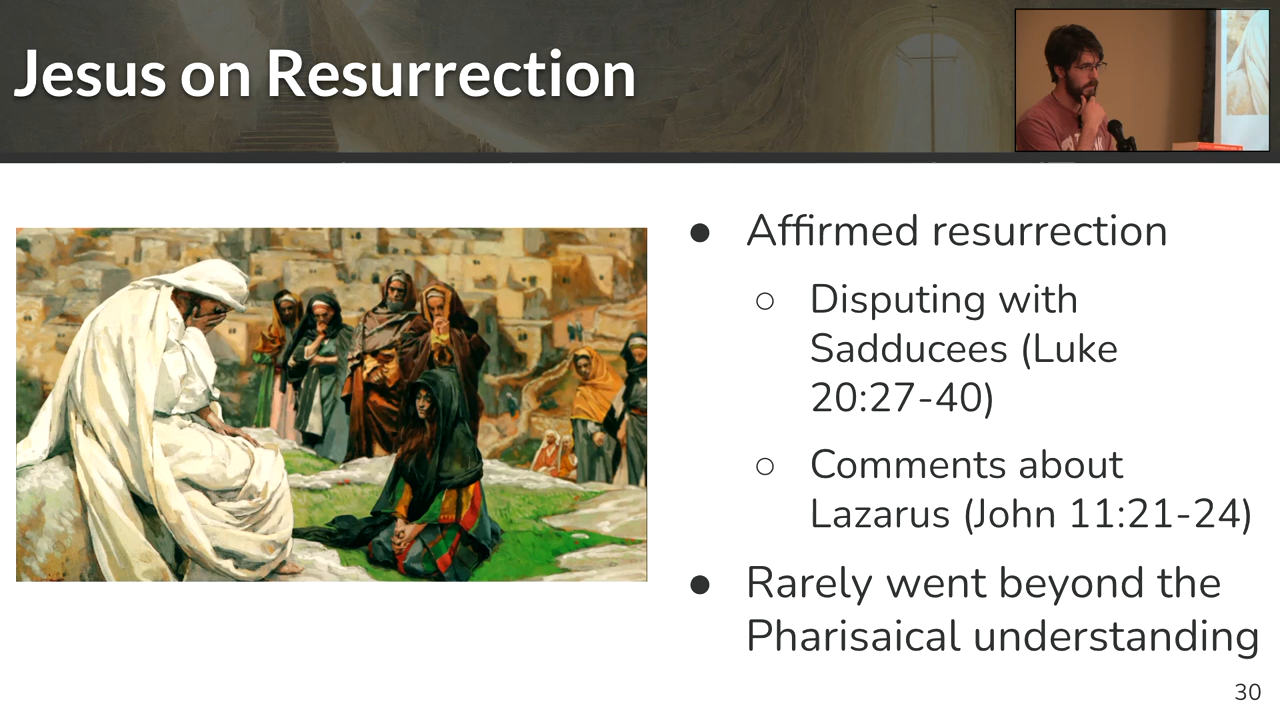 Jesus on Resurrection
● Affirmed resurrection
○ Disputing with
Sadducees (Luke
20:27-40)
○ Comments about
Lazarus (John 11:21-24)
● Rarely went beyond the
Pharisaical understanding
30